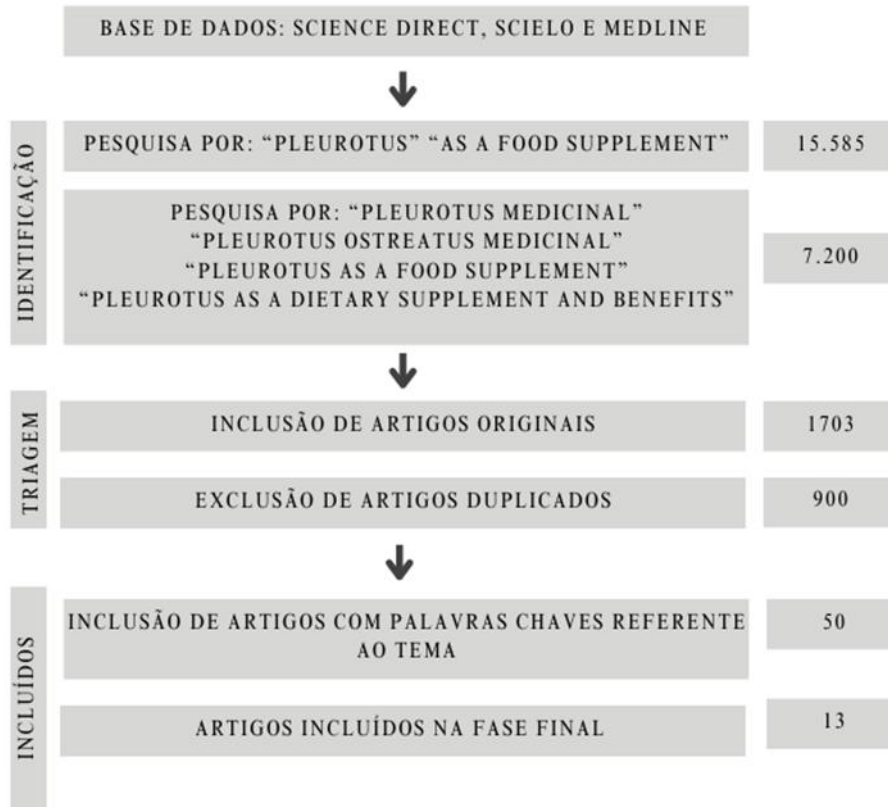 BASE DE DADOS: SCIENCE DIRECT, SCIELO E MEDLINE
IDENTIFICAÇÃO
PESQUISA POR: “PLEUROTUS” “AS A FOOD SUPPLEMENT”
15.585
PESQUISA POR: “PLEUROTUS MEDICINAL”
“PLEUROTUS OSTREATUS MEDICINAL”
“PLEUROTUS AS A FOOD SUPPLEMENT”
“PLEUROTUS AS A DIETARY SUPPLEMENT AND BENEFITS”
7.200
TRIAGEM
INCLUSÃO DE ARTIGOS ORIGINAIS
1703
EXCLUSÃO DE ARTIGOS DUPLICADOS
900
INCLUÍDOS
INCLUSÃO DE ARTIGOS COM PALAVRAS CHAVES REFERENTE
AO TEMA
50
ARTIGOS INCLUÍDOS NA FASE FINAL
13